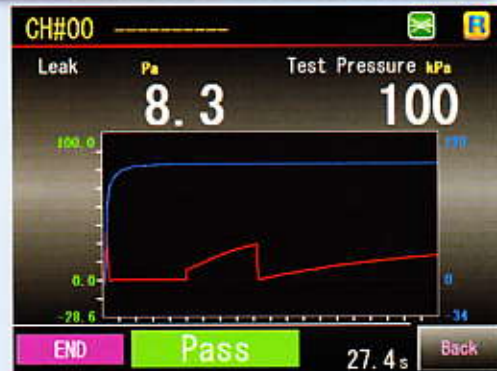 CH#00 ----------
R
Leak Pa Test Pressure kPa
8.3 100
100.0
0.0 0
-28.6 -34
END Pass 27.4s Back